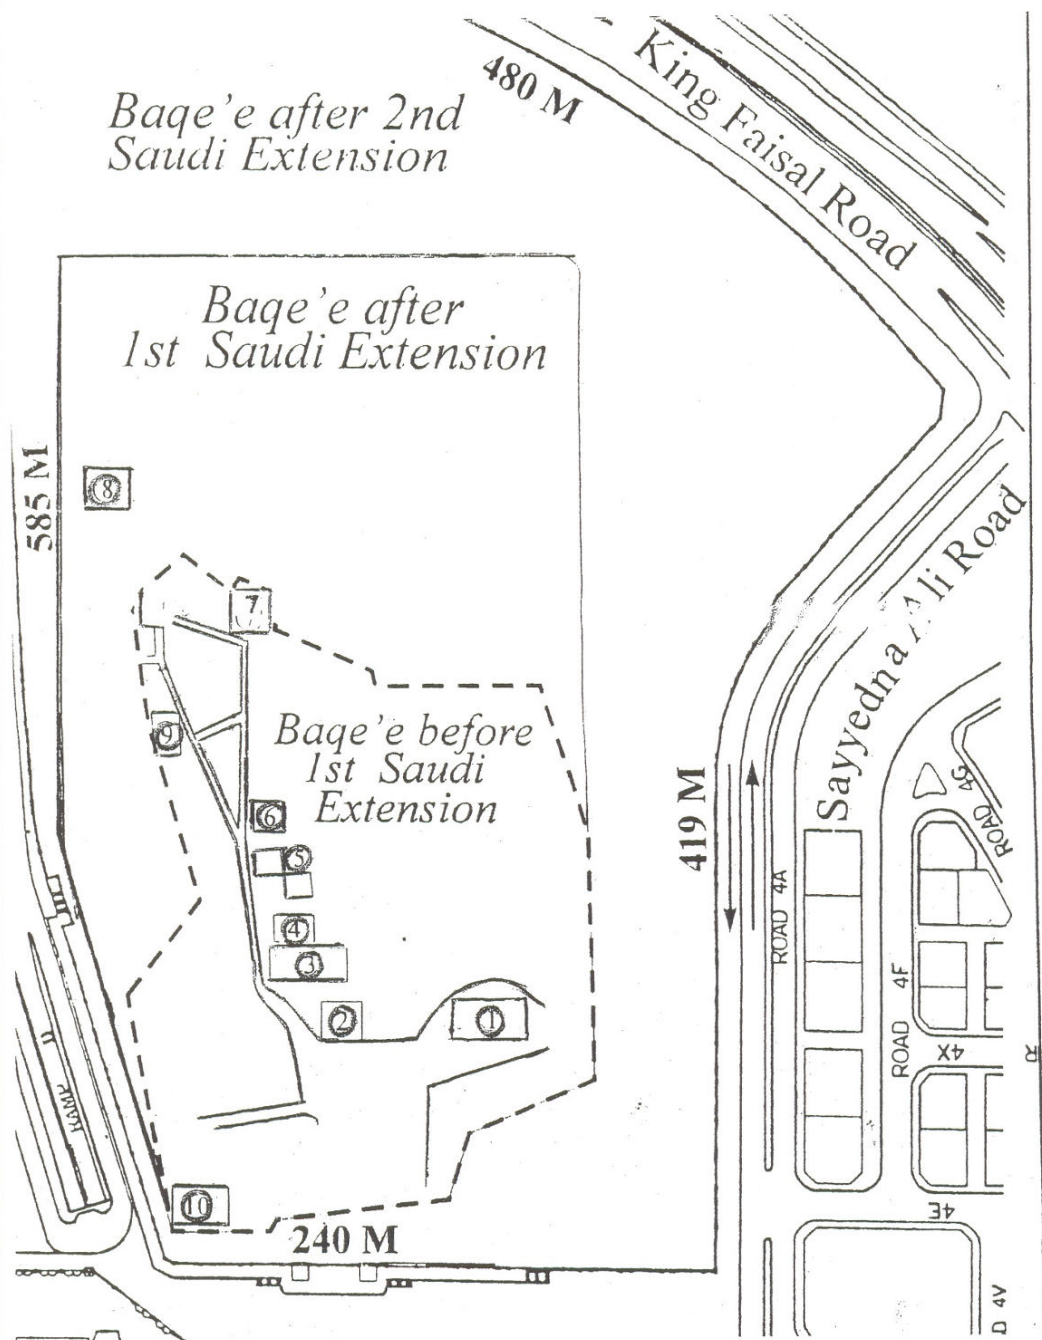 480 M
King Faisal Road
Baqe'e after 2nd
Saudi Extension
Baqe'e after
1st Saudi Extension
585 M
8
Sayyedna Ali Road
7
9
Baqe'e before
1st Saudi
Extension
6
5
4
3
2
1
10
419 M
240 M
ROAD 4A
ROAD 4G
ROAD 4F
4X
R
4E
D 4V
RAMP